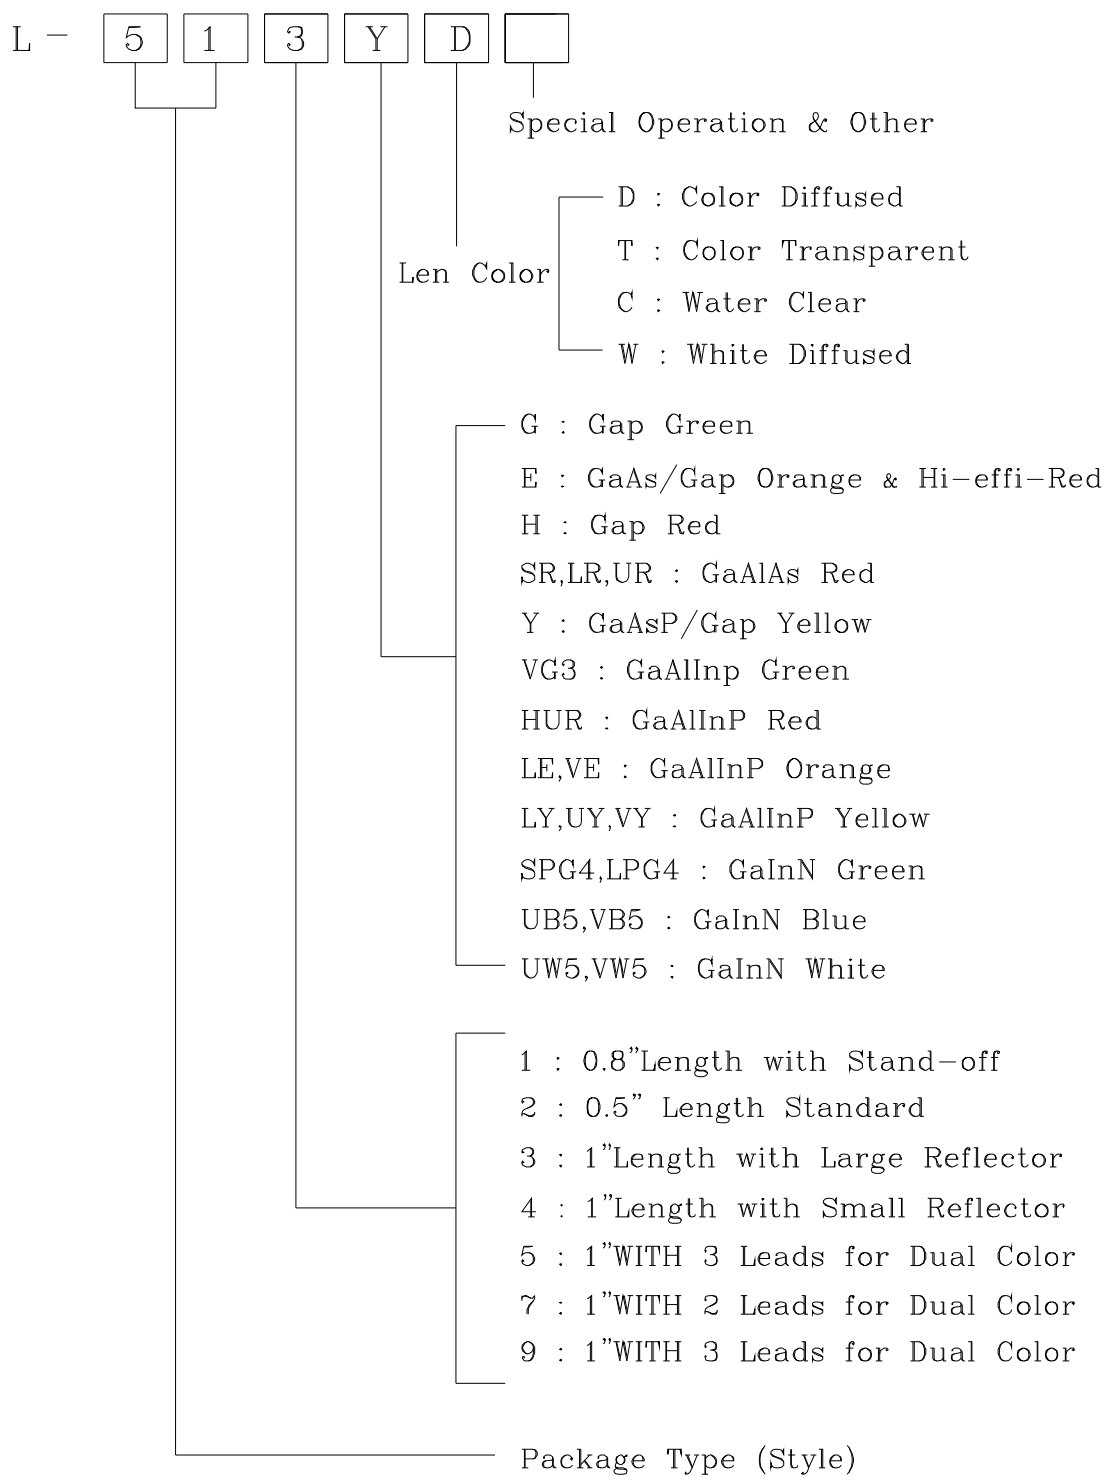 L - 5 1 3 Y D
Special Operation & Other
D : Color Diffused
T : Color Transparent
Len Color
C : Water Clear
W : White Diffused
G : Gap Green
E : GaAs/Gap Orange & Hi-effi-Red
H : Gap Red
SR,LR,UR : GaAlAs Red
Y : GaAsP/Gap Yellow
VG3 : GaAlInp Green
HUR : GaAlInP Red
LE,VE : GaAlInP Orange
LY,UY,VY : GaAlInP Yellow
SPG4,LPG4 : GaInN Green
UB5,VB5 : GaInN Blue
UW5,VW5 : GaInN White
1 : 0.8"Length with Stand-off
2 : 0.5" Length Standard
3 : 1"Length with Large Reflector
4 : 1"Length with Small Reflector
5 : 1"WITH 3 Leads for Dual Color
7 : 1"WITH 2 Leads for Dual Color
9 : 1"WITH 3 Leads for Dual Color
Package Type (Style)